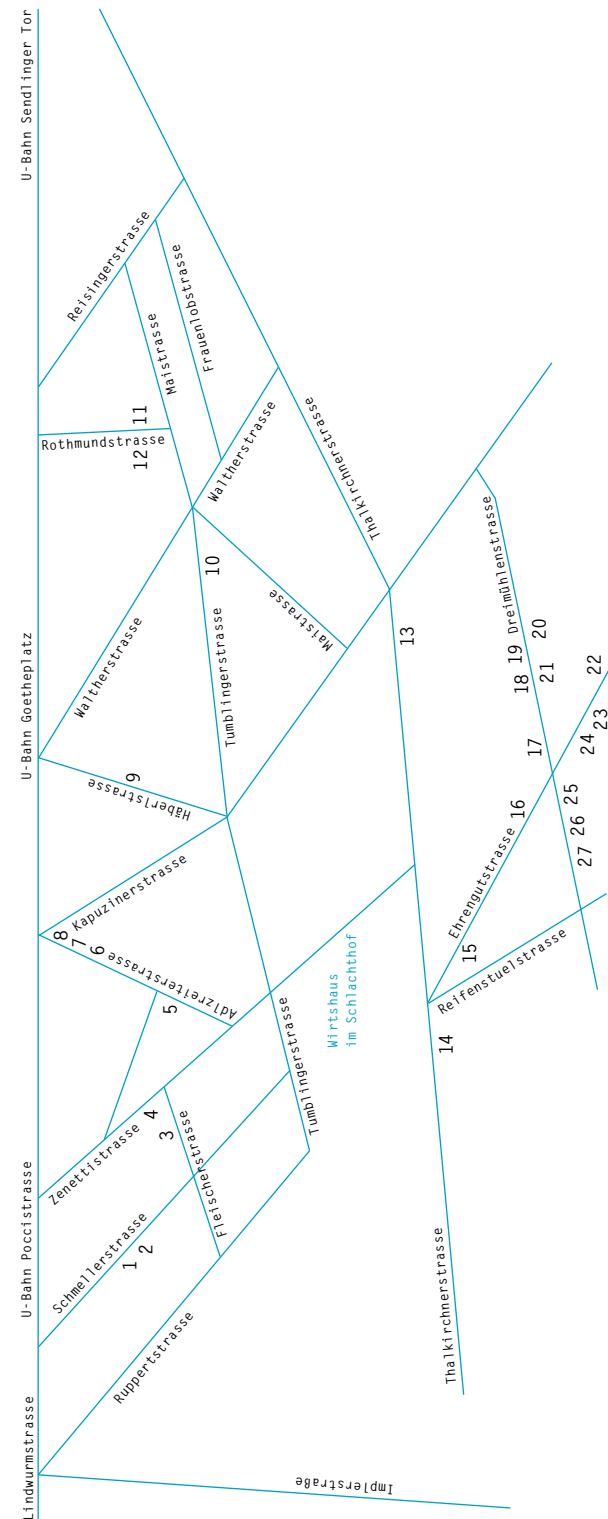 U-Bahn Sendlinger Tor
Reisingerstrasse
Maistrasse
Frauenlobstrasse
Rothmundstrasse
11
12
Waltherstrasse
Thalkirchnerstrasse
10
Maistrasse
Tumblingerstrasse
Waltherstrasse
U-Bahn Goetheplatz
9
Häberlstrasse
13
Dreimühlenstrasse
20
19
18
21
22
17
24
23
16
25
26
27
Ehrengutstrasse
15
Reifenstuelstrasse
14
Kapuzinerstrasse
8
7
6
Adlzreiterstrasse
5
Wirtshaus
im Schlachthof
Tumblingerstrasse
4
3
Zenettistrasse
Fleischerstrasse
U-Bahn Poccistrasse
Schmellerstrasse
1
2
Ruppertstrasse
Thalkirchnerstrasse
Lindwurmstrasse
Implerstraße